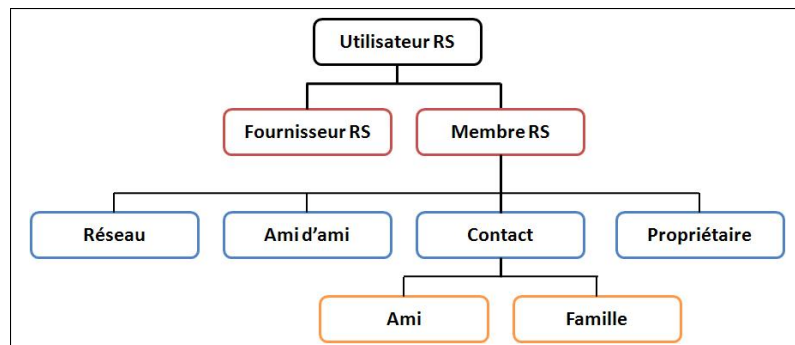 Utilisateur RS
Fournisseur RS
Membre RS
Réseau
Ami d'ami
Contact
Propriétaire
Ami
Famille